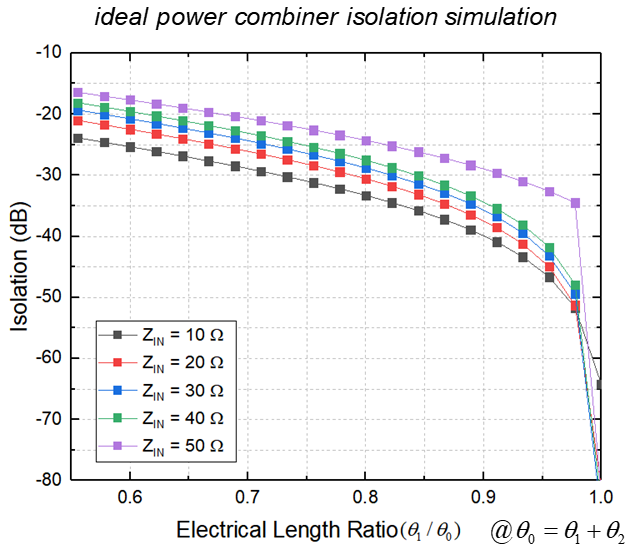 ideal power combiner isolation simulation
-10
-20
-30
-40
-50
-60
-70
-80
Isolation (dB)
Z_IN = 10 Ω
Z_IN = 20 Ω
Z_IN = 30 Ω
Z_IN = 40 Ω
Z_IN = 50 Ω
0.6 0.7 0.8 0.9 1.0
Electrical Length Ratio(θ₁ / θ₀) @θ₀ = θ₁ + θ₂